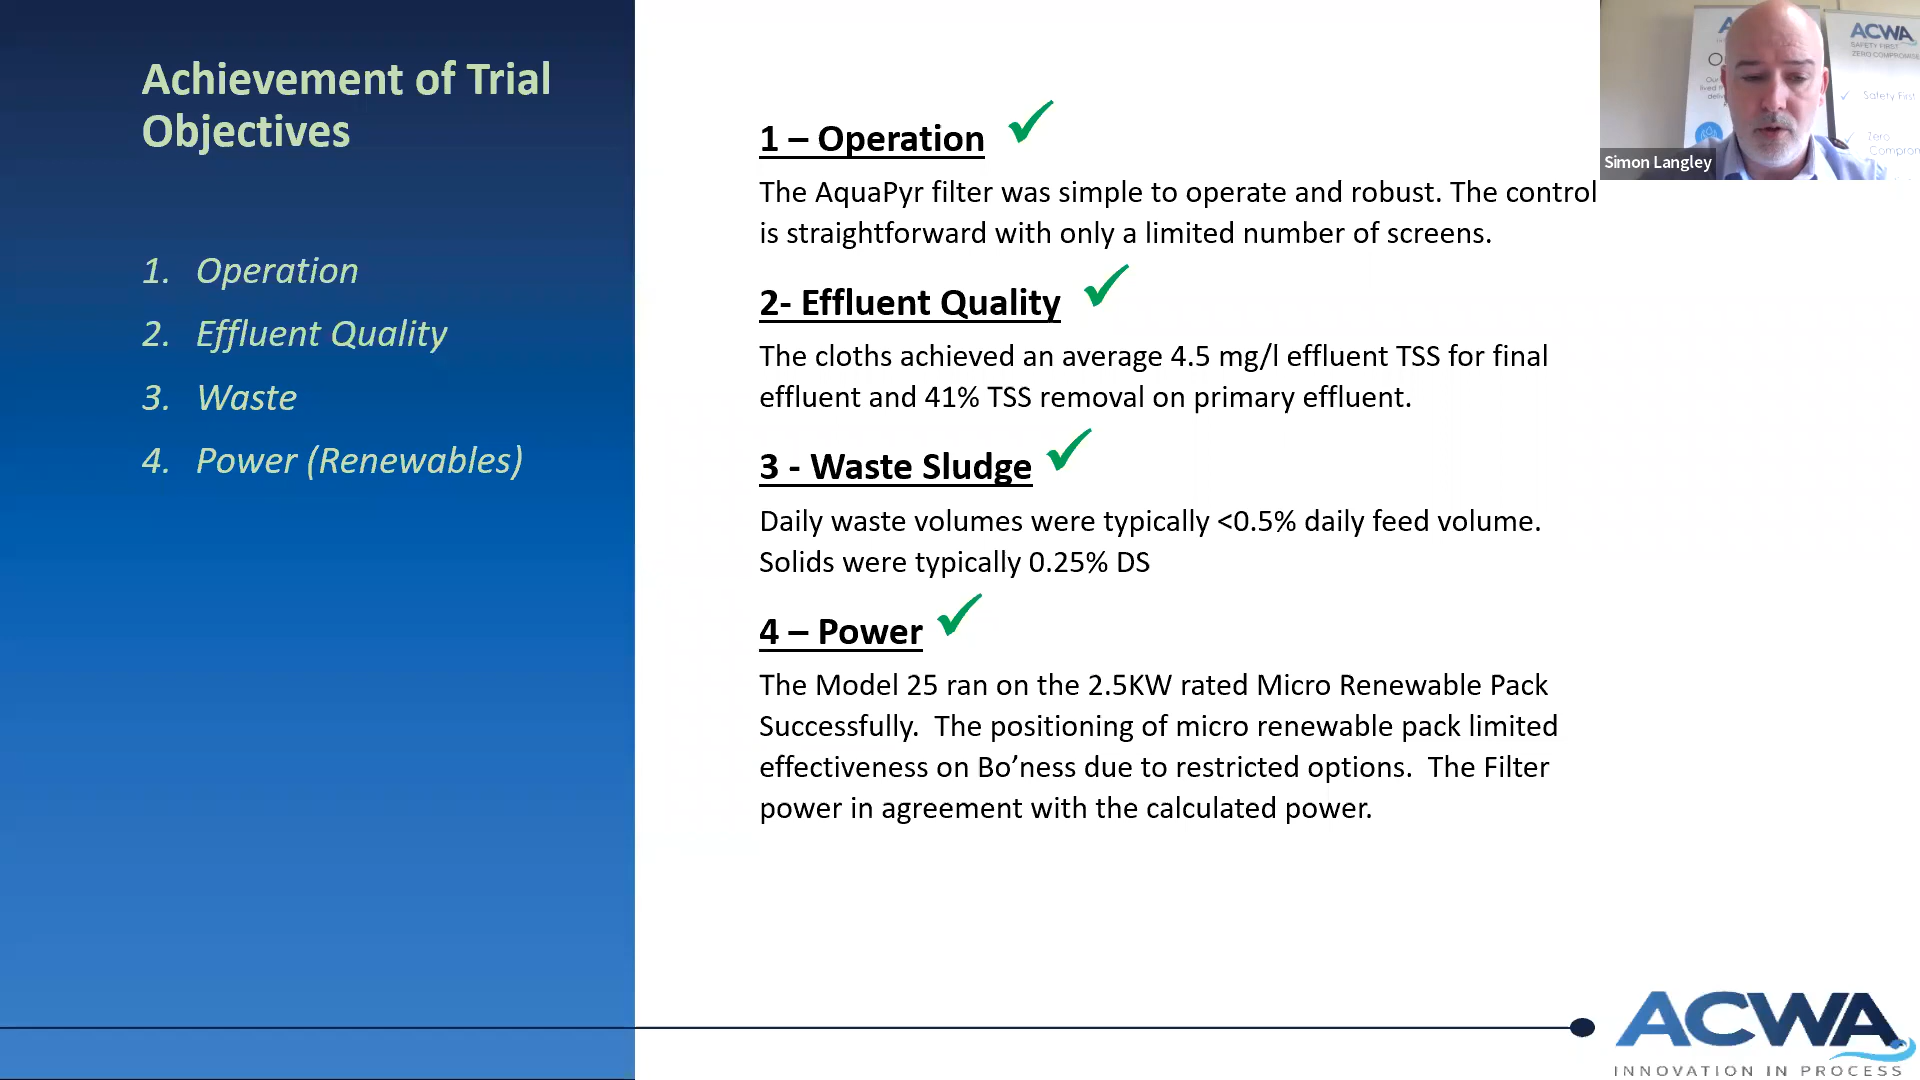 Achievement of Trial
Objectives
1. Operation
2. Effluent Quality
3. Waste
4. Power (Renewables)
1 – Operation
The AquaPyr filter was simple to operate and robust. The control
is straightforward with only a limited number of screens.
2- Effluent Quality
The cloths achieved an average 4.5 mg/l effluent TSS for final
effluent and 41% TSS removal on primary effluent.
3 - Waste Sludge
Daily waste volumes were typically <0.5% daily feed volume.
Solids were typically 0.25% DS
4 – Power
The Model 25 ran on the 2.5KW rated Micro Renewable Pack
Successfully. The positioning of micro renewable pack limited
effectiveness on Bo’ness due to restricted options. The Filter
power in agreement with the calculated power.
ACWA
SAFETY FIRST
Safety First
Zero
Simon Langley
ACWA
INNOVATION IN PROCESS